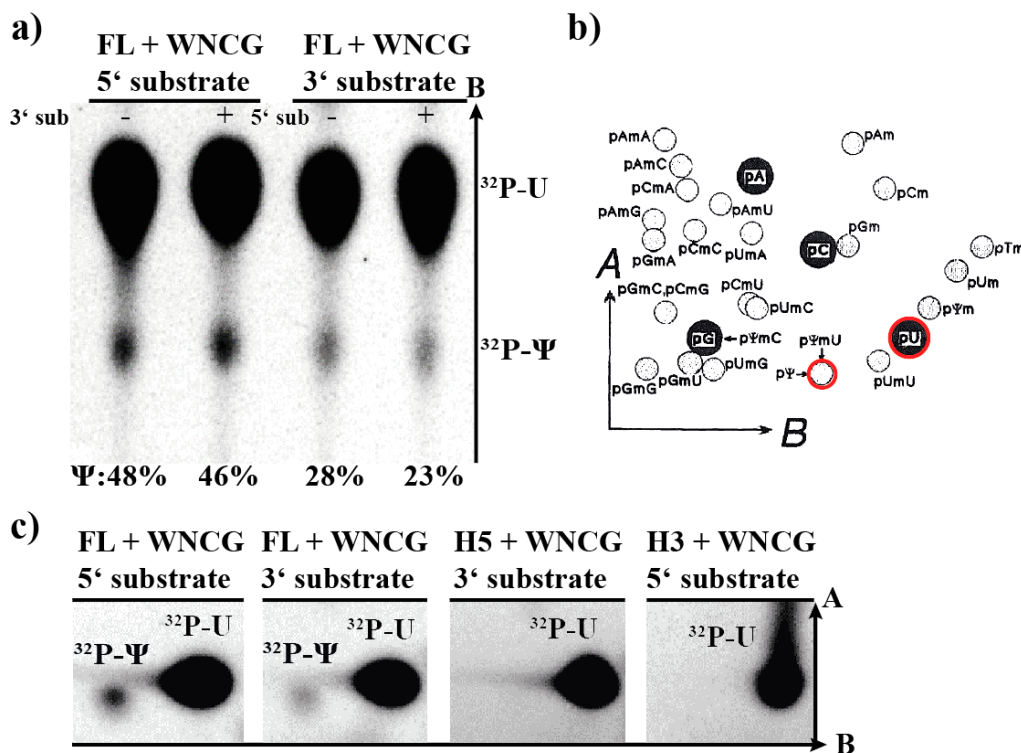 a)
FL + WNCG FL + WNCG
5‘ substrate 3‘ substrate B
3‘ sub - + 5‘ sub - +
³²P-U
³²P-Ψ
Ψ:48% 46% 28% 23%
b)
pAmA pAm
pAmC pA
pCmA pCm
pAmU
pAmG pGm
pCmC pUmA pC pTm
pGmA
A pUm
pGmC,pCmG pCmU pΨm
pUmC
pG pΨmC pΨmU pU
pΨ
pGmG pGmU pUmG pUmU
B
c)
FL + WNCG FL + WNCG H5 + WNCG H3 + WNCG
5‘ substrate 3‘ substrate 3‘ substrate 5‘ substrate A
³²P-U ³²P-U ³²P-U ³²P-U
³²P-Ψ ³²P-Ψ
B